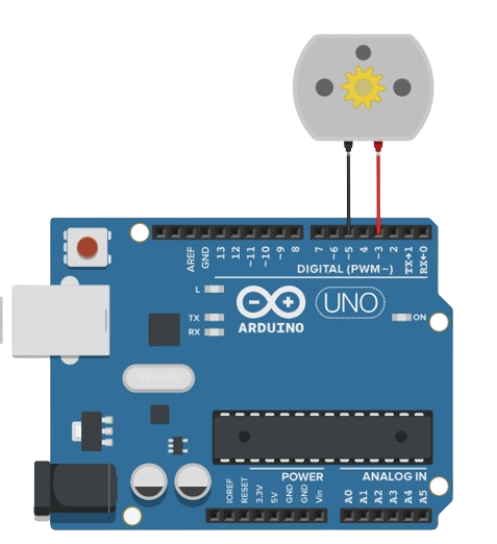 AREF
GND
13
12
~11
~10
~9
8
7
~6
~5
4
~3
2
TX→1
RX←0
DIGITAL (PWM~)
L
TX
RX
ARDUINO
UNO
ON
POWER
ANALOG IN
IOREF
RESET
3.3V
5V
GND
GND
Vin
A0
A1
A2
A3
A4
A5